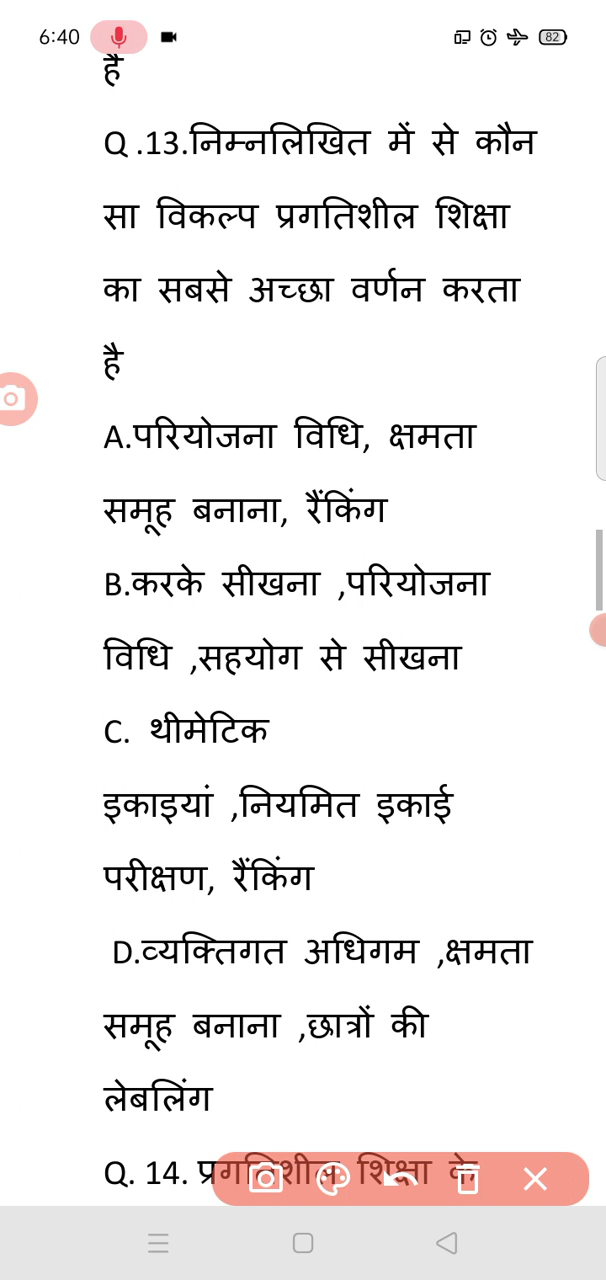 6:40
82
है
Q .13.निम्नलिखित में से कौन
सा विकल्प प्रगतिशील शिक्षा
का सबसे अच्छा वर्णन करता
है
A.परियोजना विधि, क्षमता
समूह बनाना, रैंकिंग
B.करके सीखना ,परियोजना
विधि ,सहयोग से सीखना
C. थीमेटिक
इकाइयां ,नियमित इकाई
परीक्षण, रैंकिंग
D.व्यक्तिगत अधिगम ,क्षमता
समूह बनाना ,छात्रों की
लेबलिंग
Q. 14. प्रगतिशील शिक्षा के